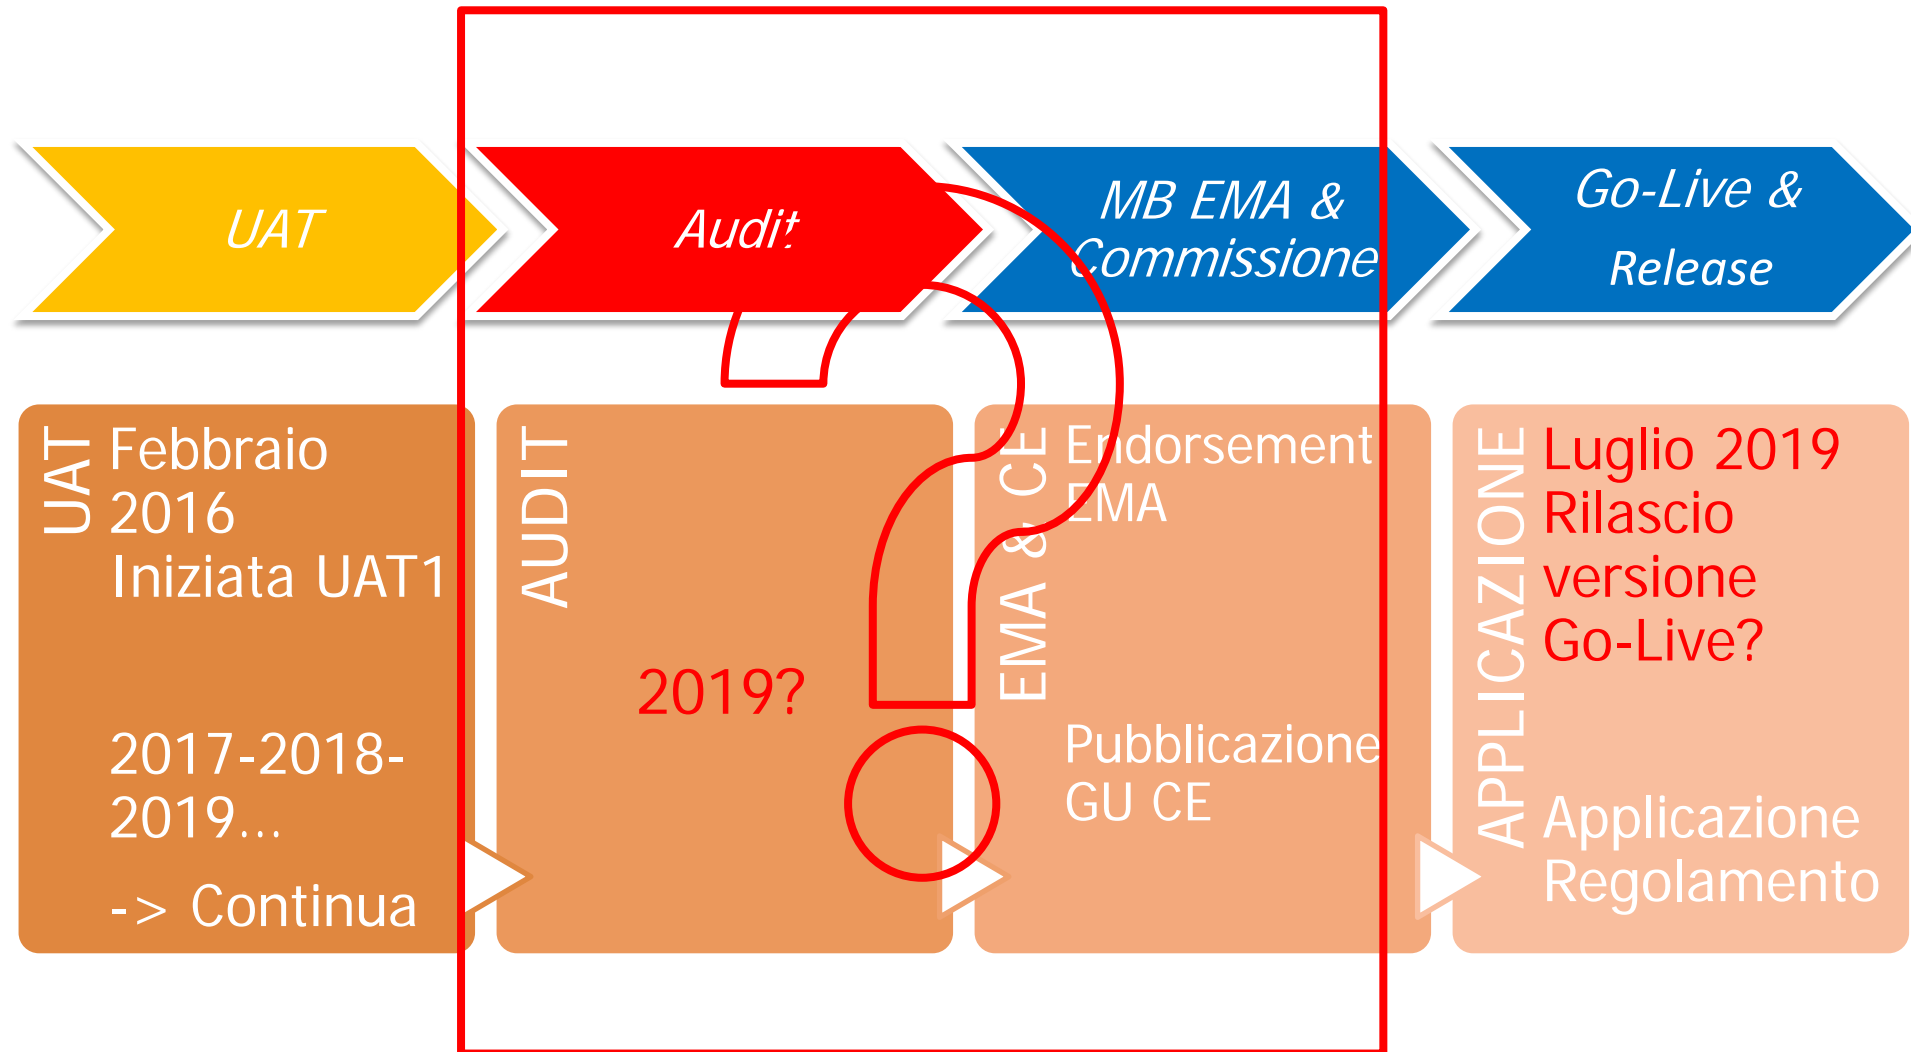 UAT
Audit
MB EMA &
Commissione
Go-Live &
Release
UAT
Febbraio
2016
Iniziata UAT1
2017-2018-
2019...
-> Continua
AUDIT
2019?
EMA & CE
Endorsement
EMA
Pubblicazione
GU CE
APPLICAZIONE
Luglio 2019
Rilascio
versione
Go-Live?
Applicazione
Regolamento